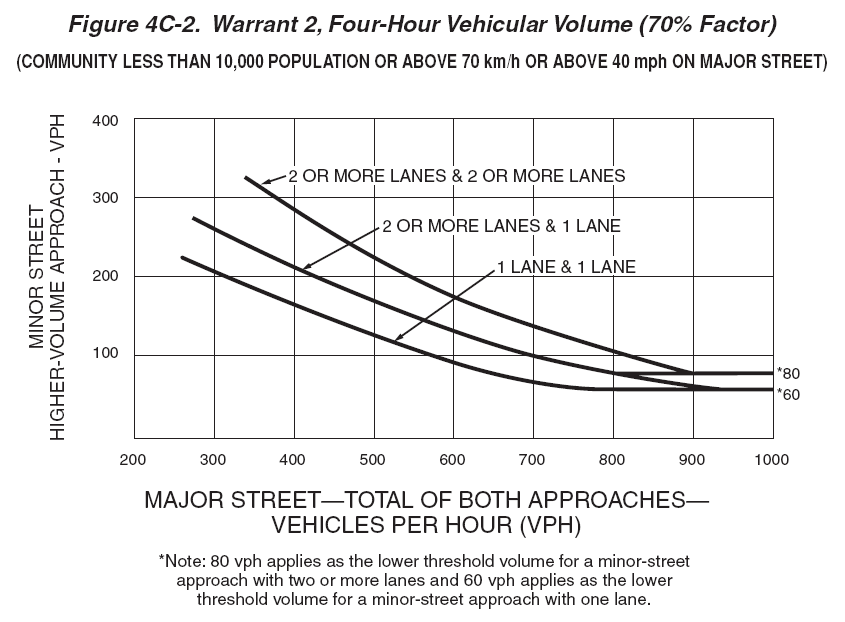 Figure 4C-2. Warrant 2, Four-Hour Vehicular Volume (70% Factor)
(COMMUNITY LESS THAN 10,000 POPULATION OR ABOVE 70 km/h OR ABOVE 40 mph ON MAJOR STREET)
MINOR STREET
HIGHER-VOLUME APPROACH - VPH
400
300
200
100
2 OR MORE LANES & 2 OR MORE LANES
2 OR MORE LANES & 1 LANE
1 LANE & 1 LANE
*80
*60
200 300 400 500 600 700 800 900 1000
MAJOR STREET—TOTAL OF BOTH APPROACHES—
VEHICLES PER HOUR (VPH)
*Note: 80 vph applies as the lower threshold volume for a minor-street
approach with two or more lanes and 60 vph applies as the lower
threshold volume for a minor-street approach with one lane.